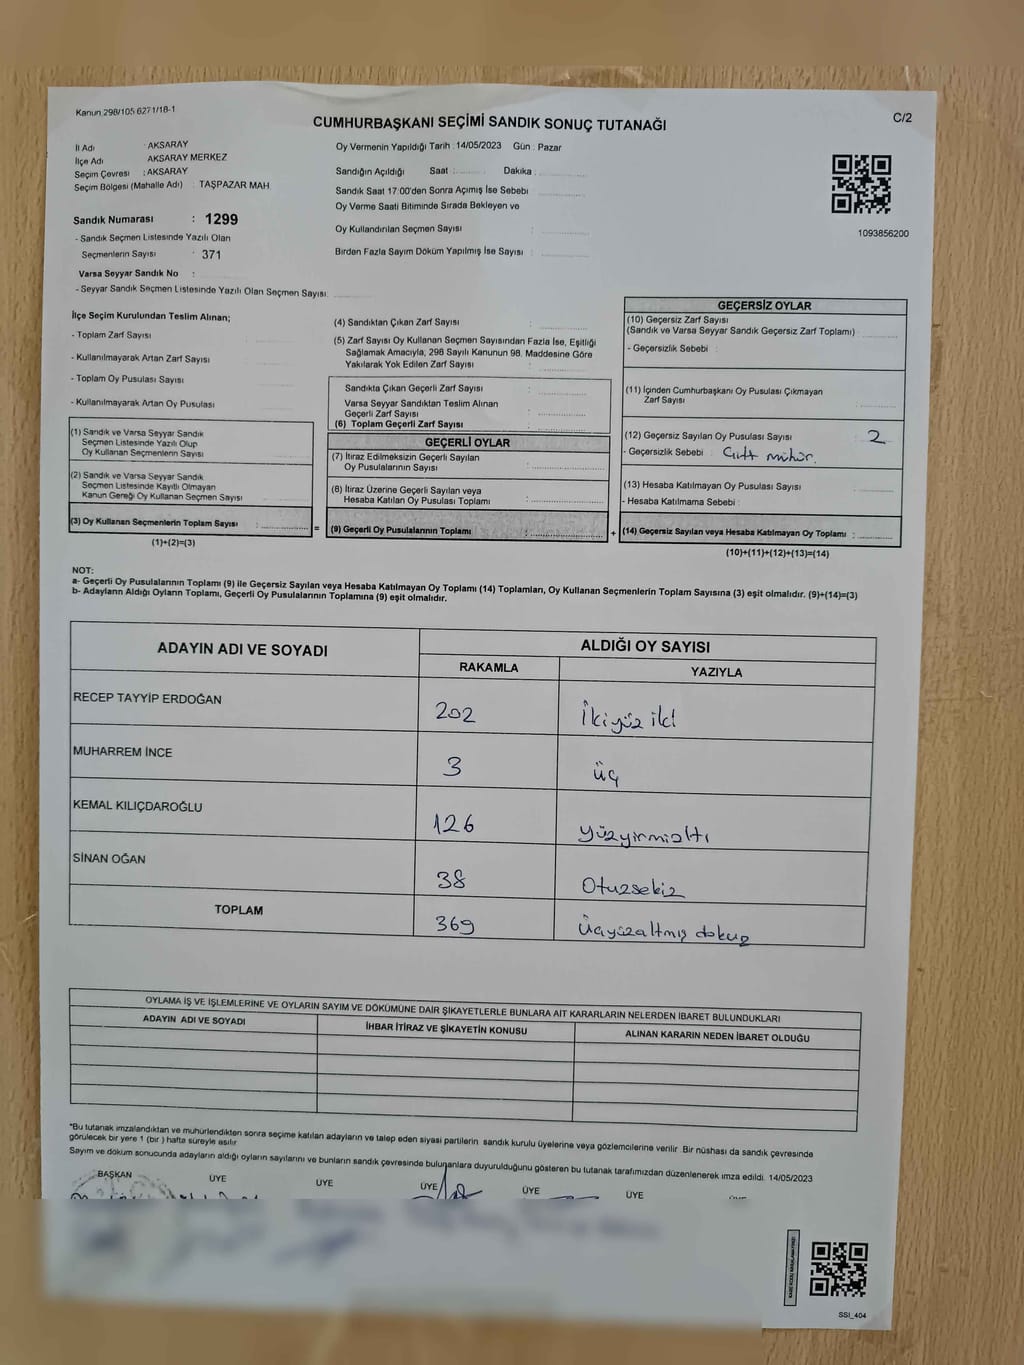 Kanun 298/105 6271/18-1
C/2
CUMHURBAŞKANI SEÇİMİ SANDIK SONUÇ TUTANAĞI
İl Adı : AKSARAY
İlçe Adı AKSARAY MERKEZ
Seçim Çevresi : AKSARAY
Seçim Bölgesi (Mahalle Adı) : TAŞPAZAR MAH.
Sandık Numarası : 1299
- Sandık Seçmen Listesinde Yazılı Olan
Seçmenlerin Sayısı : 371
Varsa Seyyar Sandık No :
- Seyyar Sandık Seçmen Listesinde Yazılı Olan Seçmen Sayısı:
Oy Vermenin Yapıldığı Tarih : 14/05/2023 Gün : Pazar
Sandığın Açıldığı Saat : Dakika :
Sandık Saat 17:00'den Sonra Açımış İse Sebebi
Oy Verme Saati Bitiminde Sırada Bekleyen ve
Oy Kullandırılan Seçmen Sayısı :
Birden Fazla Sayım Döküm Yapılmış İse Sayısı :
1093856200
İlçe Seçim Kurulundan Teslim Alınan;
- Toplam Zarf Sayısı
- Kullanılmayarak Artan Zarf Sayısı
- Toplam Oy Pusulası Sayısı
- Kullanılmayarak Artan Oy Pusulası
(1) Sandık ve Varsa Seyyar Sandık
Seçmen Listesinde Yazılı Olup
Oy Kullanan Seçmenlerin Sayısı
(2) Sandık ve Varsa Seyyar Sandık
Seçmen Listesinde Kayıtlı Olmayan
Kanun Gereği Oy Kullanan Seçmen Sayısı
(3) Oy Kullanan Seçmenlerin Toplam Sayısı :
(1)+(2)=(3)
=
(4) Sandıktan Çıkan Zarf Sayısı :
(5) Zarf Sayısı Oy Kullanan Seçmen Sayısından Fazla İse, Eşitliği
Sağlamak Amacıyla, 298 Sayılı Kanunun 98. Maddesine Göre
Yakılarak Yok Edilen Zarf Sayısı :
Sandıkta Çıkan Geçerli Zarf Sayısı :
Varsa Seyyar Sandıktan Teslim Alınan
Geçerli Zarf Sayısı :
(6) Toplam Geçerli Zarf Sayısı :
GEÇERLİ OYLAR
(7) İtiraz Edilmeksizin Geçerli Sayılan
Oy Pusulalarının Sayısı :
(8) İtiraz Üzerine Geçerli Sayılan veya
Hesaba Katılan Oy Pusulası Toplamı :
(9) Geçerli Oy Pusulalarının Toplamı :
+
GEÇERSİZ OYLAR
(10) Geçersiz Zarf Sayısı
(Sandık ve Varsa Seyyar Sandık Geçersiz Zarf Toplamı) :
- Geçersizlik Sebebi :
(11) İçinden Cumhurbaşkanı Oy Pusulası Çıkmayan
Zarf Sayısı :
(12) Geçersiz Sayılan Oy Pusulası Sayısı : 2
- Geçersizlik Sebebi : Çift mühür.
(13) Hesaba Katılmayan Oy Pusulası Sayısı :
- Hesaba Katılmama Sebebi :
(14) Geçersiz Sayılan veya Hesaba Katılmayan Oy Toplamı :
(10)+(11)+(12)+(13)=(14)
NOT:
a- Geçerli Oy Pusulalarının Toplamı (9) ile Geçersiz Sayılan veya Hesaba Katılmayan Oy Toplamı (14) Toplamları, Oy Kullanan Seçmenlerin Toplam Sayısına (3) eşit olmalıdır. (9)+(14)=(3)
b- Adayların Aldığı Oyların Toplamı, Geçerli Oy Pusulalarının Toplamına (9) eşit olmalıdır.
ADAYIN ADI VE SOYADI
ALDIĞI OY SAYISI
RAKAMLA YAZIYLA
RECEP TAYYİP ERDOĞAN 202 İkiyüz iki
MUHARREM İNCE 3 üç
KEMAL KILIÇDAROĞLU 126 yüzyirmialtı
SİNAN OĞAN 38 Otuzsekiz
TOPLAM 369 üçyüzaltmış dokuz
OYLAMA İŞ VE İŞLEMLERİNE VE OYLARIN SAYIM VE DÖKÜMÜNE DAİR ŞİKAYETLERLE BUNLARA AİT KARARLARIN NELERDEN İBARET BULUNDUKLARI
ADAYIN ADI VE SOYADI İHBAR İTİRAZ VE ŞİKAYETİN KONUSU ALINAN KARARIN NEDEN İBARET OLDUĞU
*Bu tutanak imzalandıktan ve mühürlendikten sonra seçime katılan adayların ve talep eden siyasi partilerin sandık kurulu üyelerine veya gözlemcilerine verilir. Bir nüshası da sandık çevresinde
görülecek bir yere 1 (bir) hafta süreyle asılır
Sayım ve döküm sonucunda adayların aldığı oyların sayılarını ve bunların sandık çevresinde bulunanlara duyurulduğunu gösteren bu tutanak tarafımızdan düzenlenerek imza edildi. 14/05/2023
BAŞKAN ÜYE ÜYE ÜYE ÜYE ÜYE
SSI_404